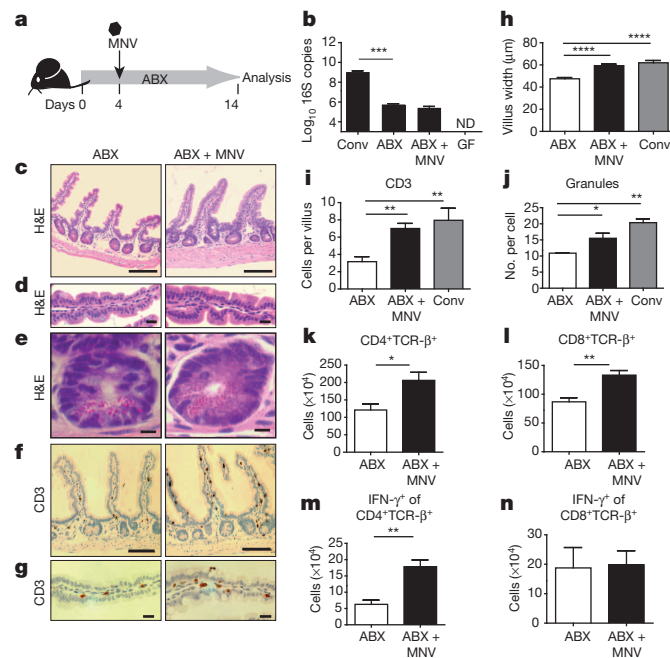 a
MNV
ABX
Analysis
Days 0 4 14
b
***
Log10 16S copies
10
8
6
4
ND
Conv
ABX
ABX + MNV
GF
h
****
****
Villus width (μm)
80
60
40
20
0
ABX
ABX + MNV
Conv
ABX
ABX + MNV
c
H&E
d
H&E
e
H&E
f
CD3
g
CD3
i
CD3
**
**
Cells per villus
10
8
6
4
2
0
ABX
ABX + MNV
Conv
j
Granules
**
*
No. per cell
30
20
10
0
ABX
ABX + MNV
Conv
k
CD4+TCR-β+
*
Cells (×10⁴)
250
200
150
100
50
0
ABX
ABX + MNV
l
CD8+TCR-β+
**
Cells (×10⁴)
150
100
50
0
ABX
ABX + MNV
m
IFN-γ+ of
CD4+TCR-β+
**
Cells (×10⁴)
25
20
15
10
5
0
ABX
ABX + MNV
n
IFN-γ+ of
CD8+TCR-β+
Cells (×10⁴)
30
20
10
0
ABX
ABX + MNV